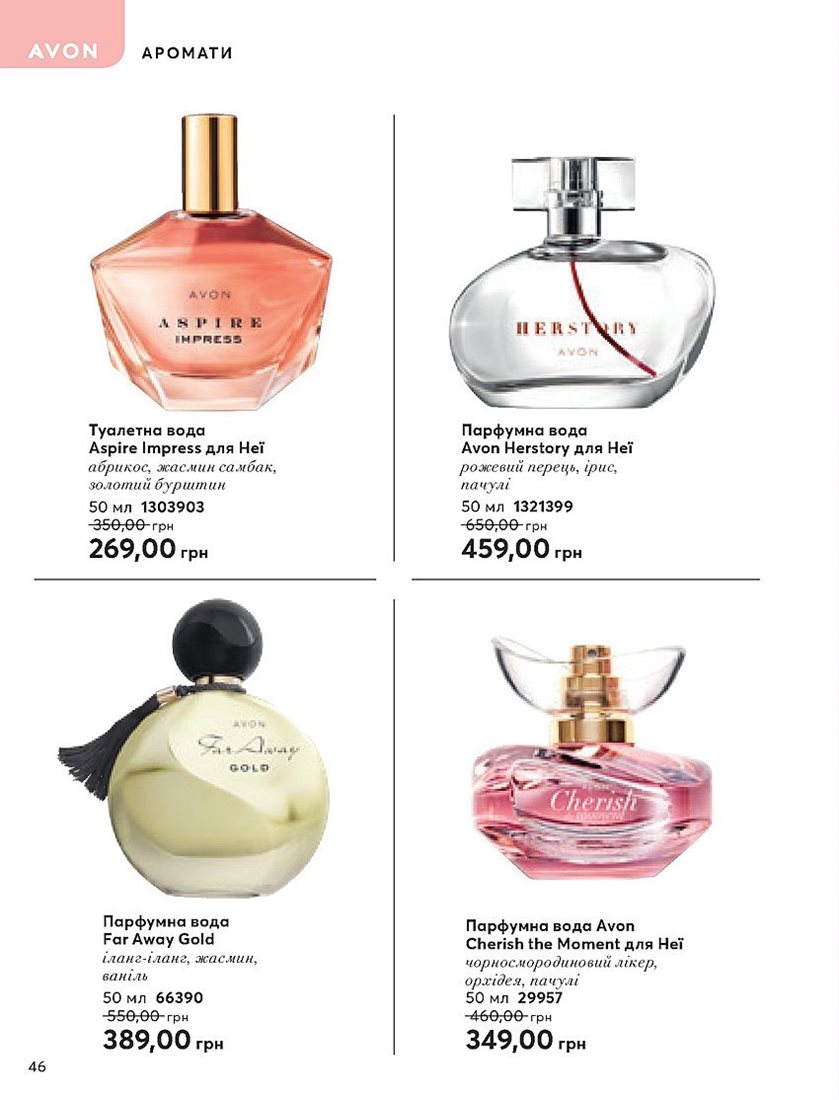 AVON
АРОМАТИ
AVON
ASPIRE
IMPRESS
Туалетна вода
Aspire Impress для Неї
абрикос, жасмин самбак,
золотий бурштин
50 мл 1303903
350,00 грн
269,00 грн
HERSTORY
AVON
Парфумна вода
Avon Herstory для Неї
рожевий перець, ірис,
пачулі
50 мл 1321399
650,00 грн
459,00 грн
AVON
Far Away
GOLD
Парфумна вода
Far Away Gold
іланг-іланг, жасмин,
ваніль
50 мл 66390
550,00 грн
389,00 грн
AVON
Cherish
the moment
Парфумна вода Avon
Cherish the Moment для Неї
чорносмородиновий лікер,
орхідея, пачулі
50 мл 29957
460,00 грн
349,00 грн
46